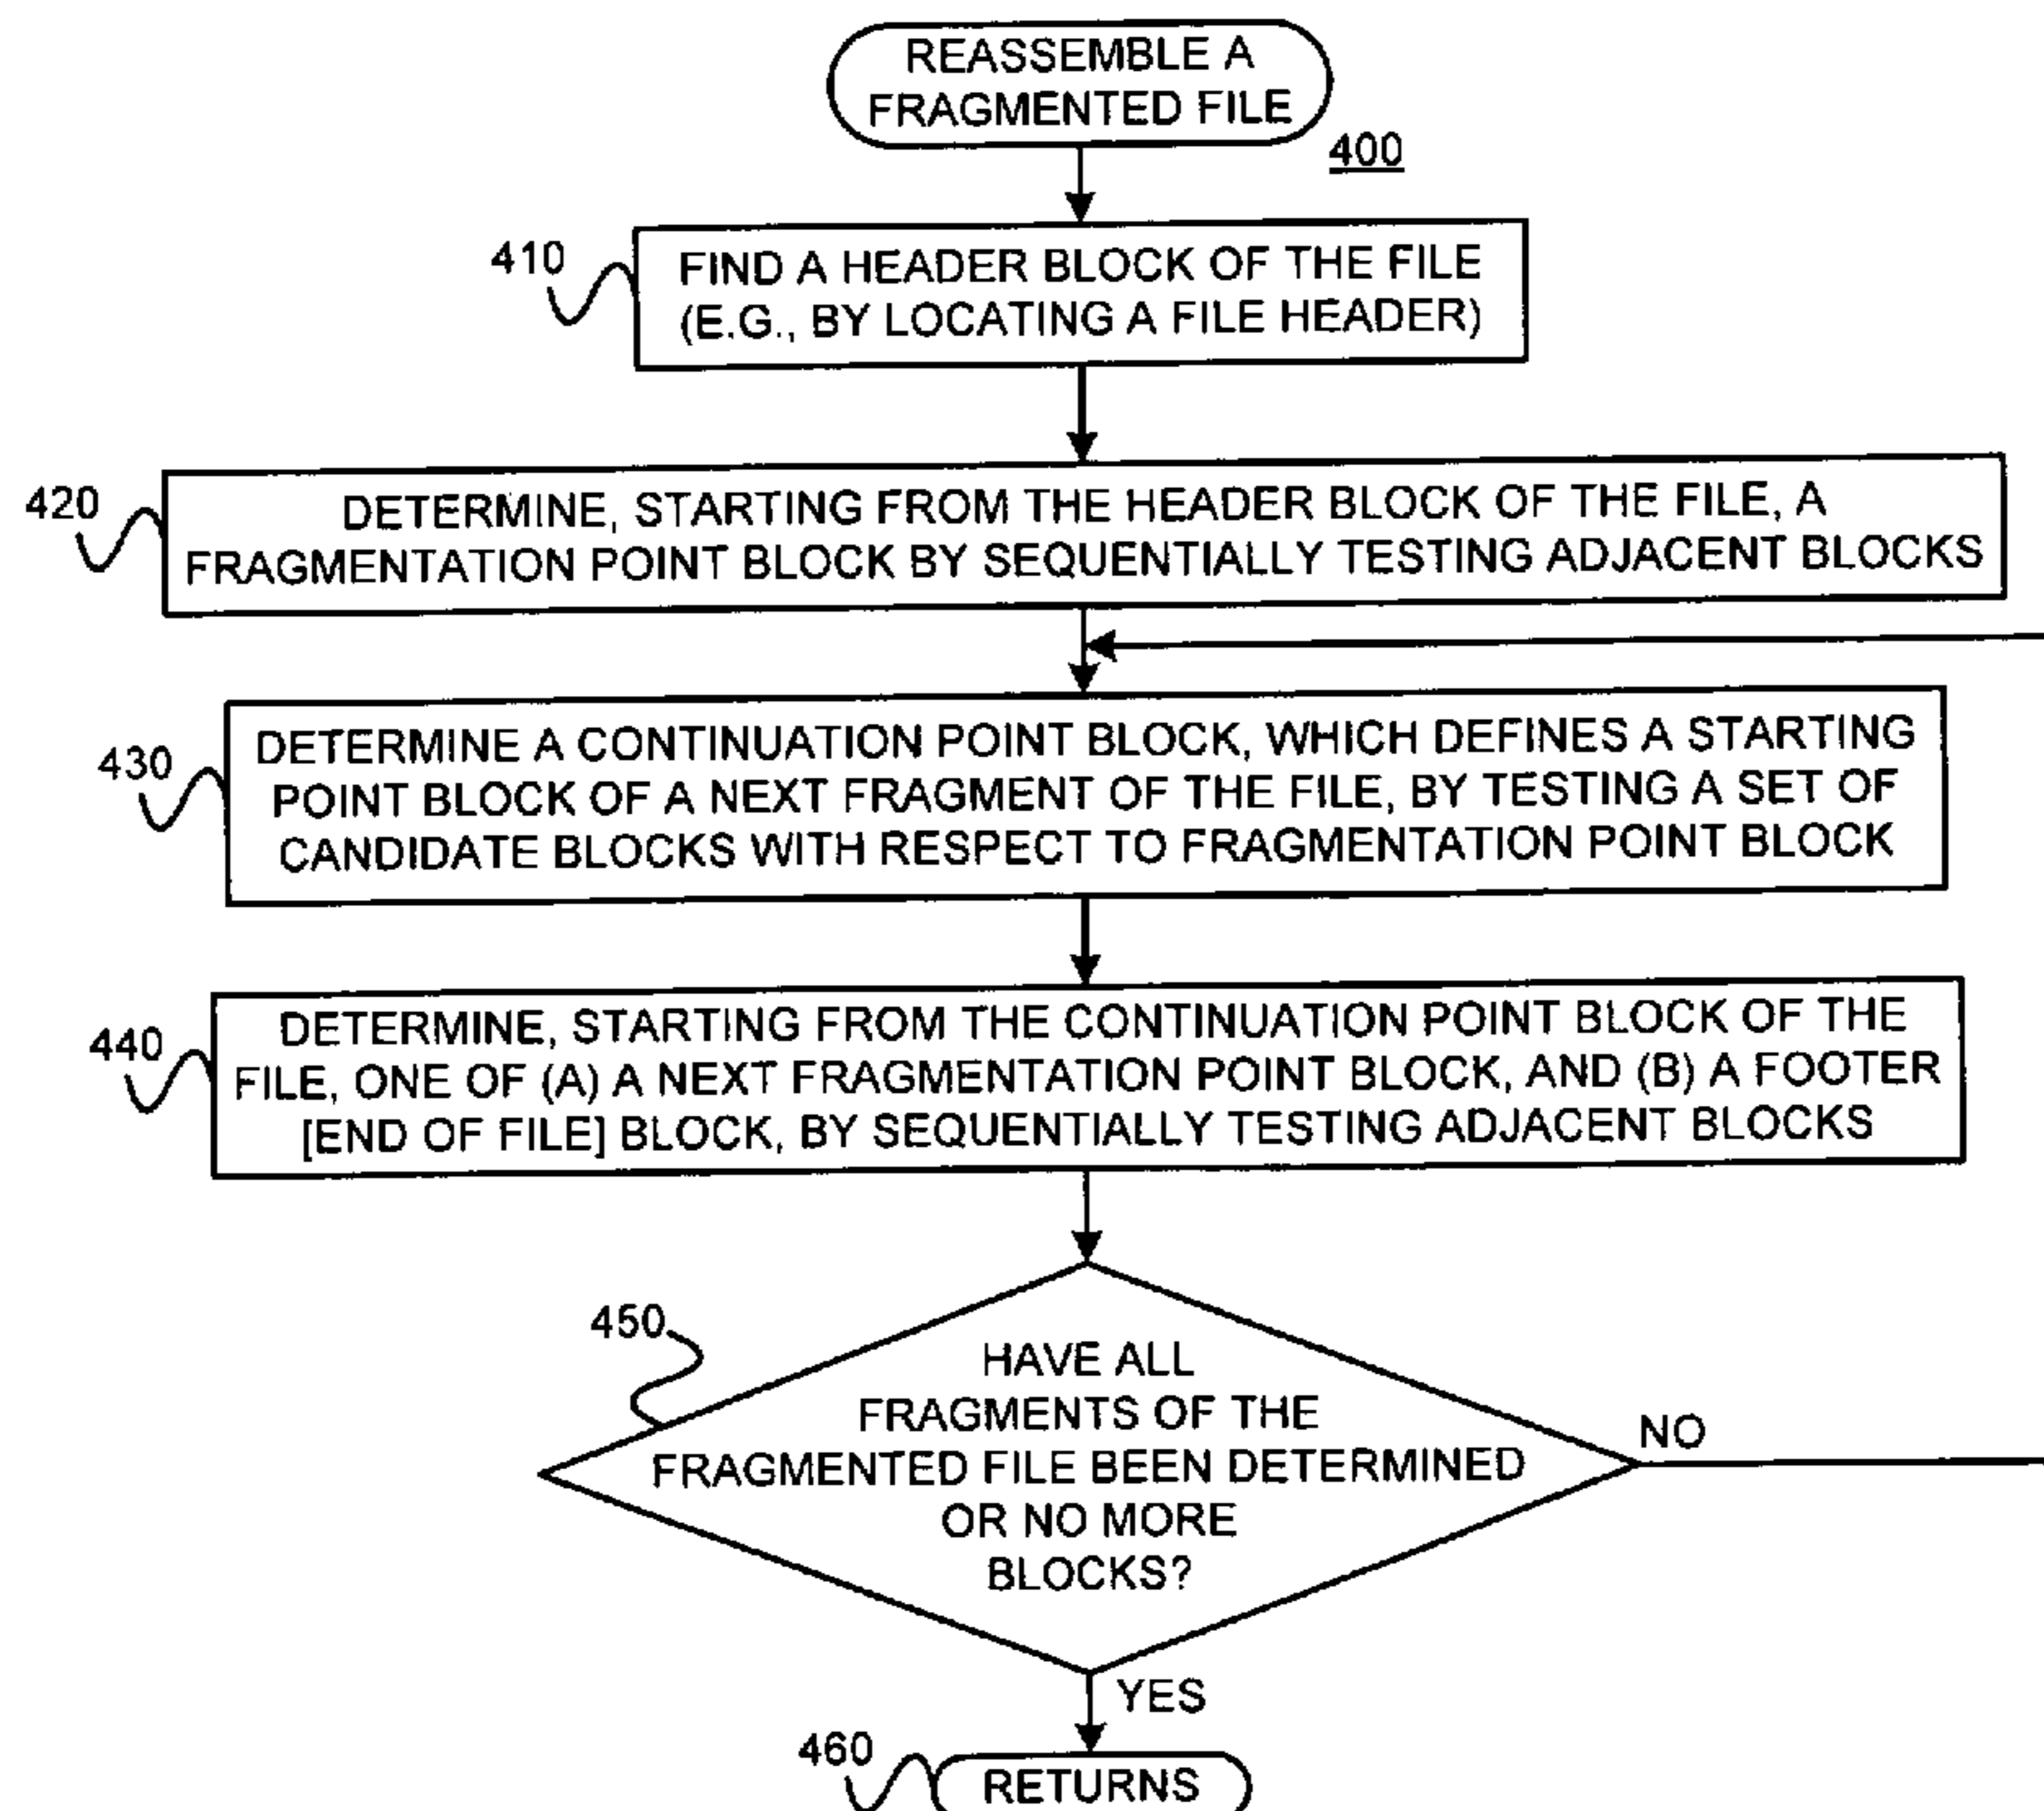 REASSEMBLE A
FRAGMENTED FILE
400
410
FIND A HEADER BLOCK OF THE FILE
(E.G., BY LOCATING A FILE HEADER)
420
DETERMINE, STARTING FROM THE HEADER BLOCK OF THE FILE, A
FRAGMENTATION POINT BLOCK BY SEQUENTIALLY TESTING ADJACENT BLOCKS
430
DETERMINE A CONTINUATION POINT BLOCK, WHICH DEFINES A STARTING
POINT BLOCK OF A NEXT FRAGMENT OF THE FILE, BY TESTING A SET OF
CANDIDATE BLOCKS WITH RESPECT TO FRAGMENTATION POINT BLOCK
440
DETERMINE, STARTING FROM THE CONTINUATION POINT BLOCK OF THE
FILE, ONE OF (A) A NEXT FRAGMENTATION POINT BLOCK, AND (B) A FOOTER
[END OF FILE] BLOCK, BY SEQUENTIALLY TESTING ADJACENT BLOCKS
450
HAVE ALL
FRAGMENTS OF THE
FRAGMENTED FILE BEEN DETERMINED
OR NO MORE
BLOCKS?
NO
YES
460
RETURNS